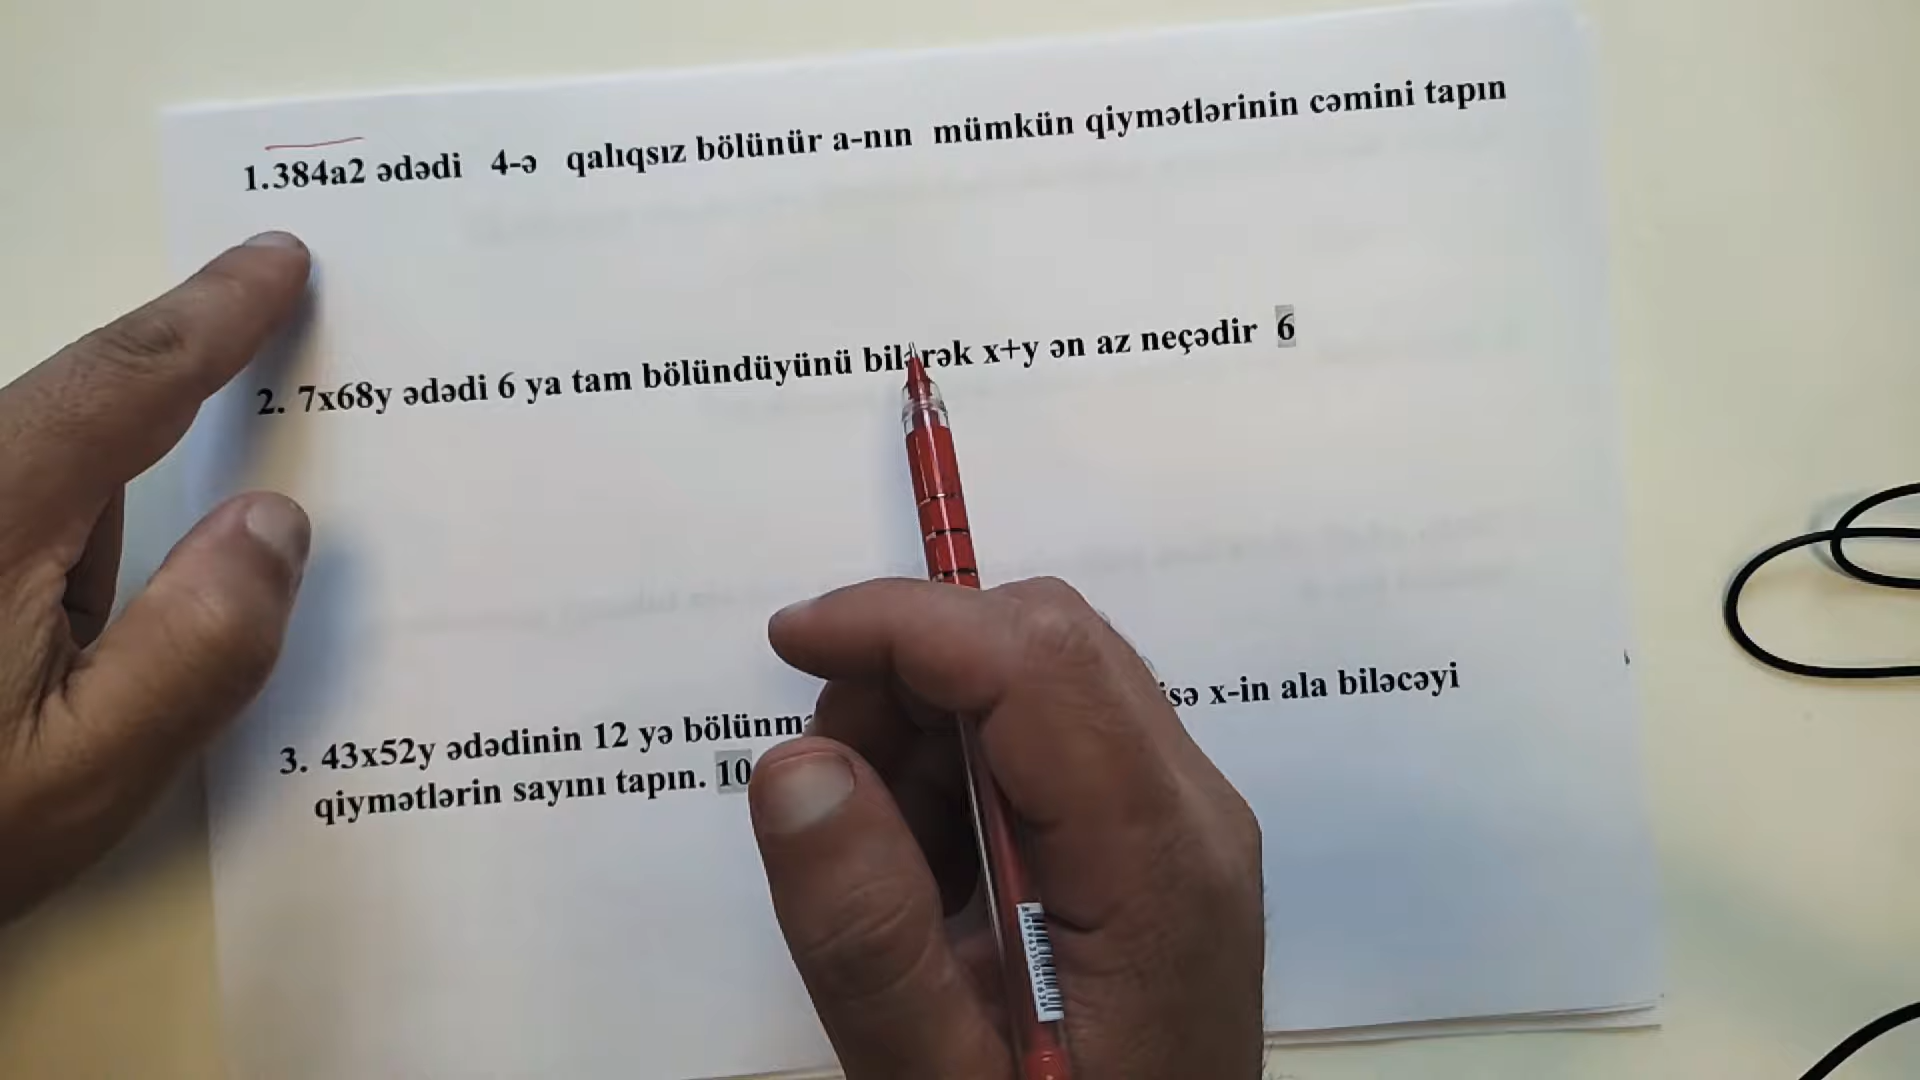 1.384a2 ədədi 4-ə qalıqsız bölünür a-nın mümkün qiymətlərinin cəmini tapın
2. 7x68y ədədi 6 ya tam bölündüyünü bilərək x+y ən az neçədir 6
3. 43x52y ədədinin 12 yə isə x-in ala biləcəyi
qiymətlərin sayını tapın. 10